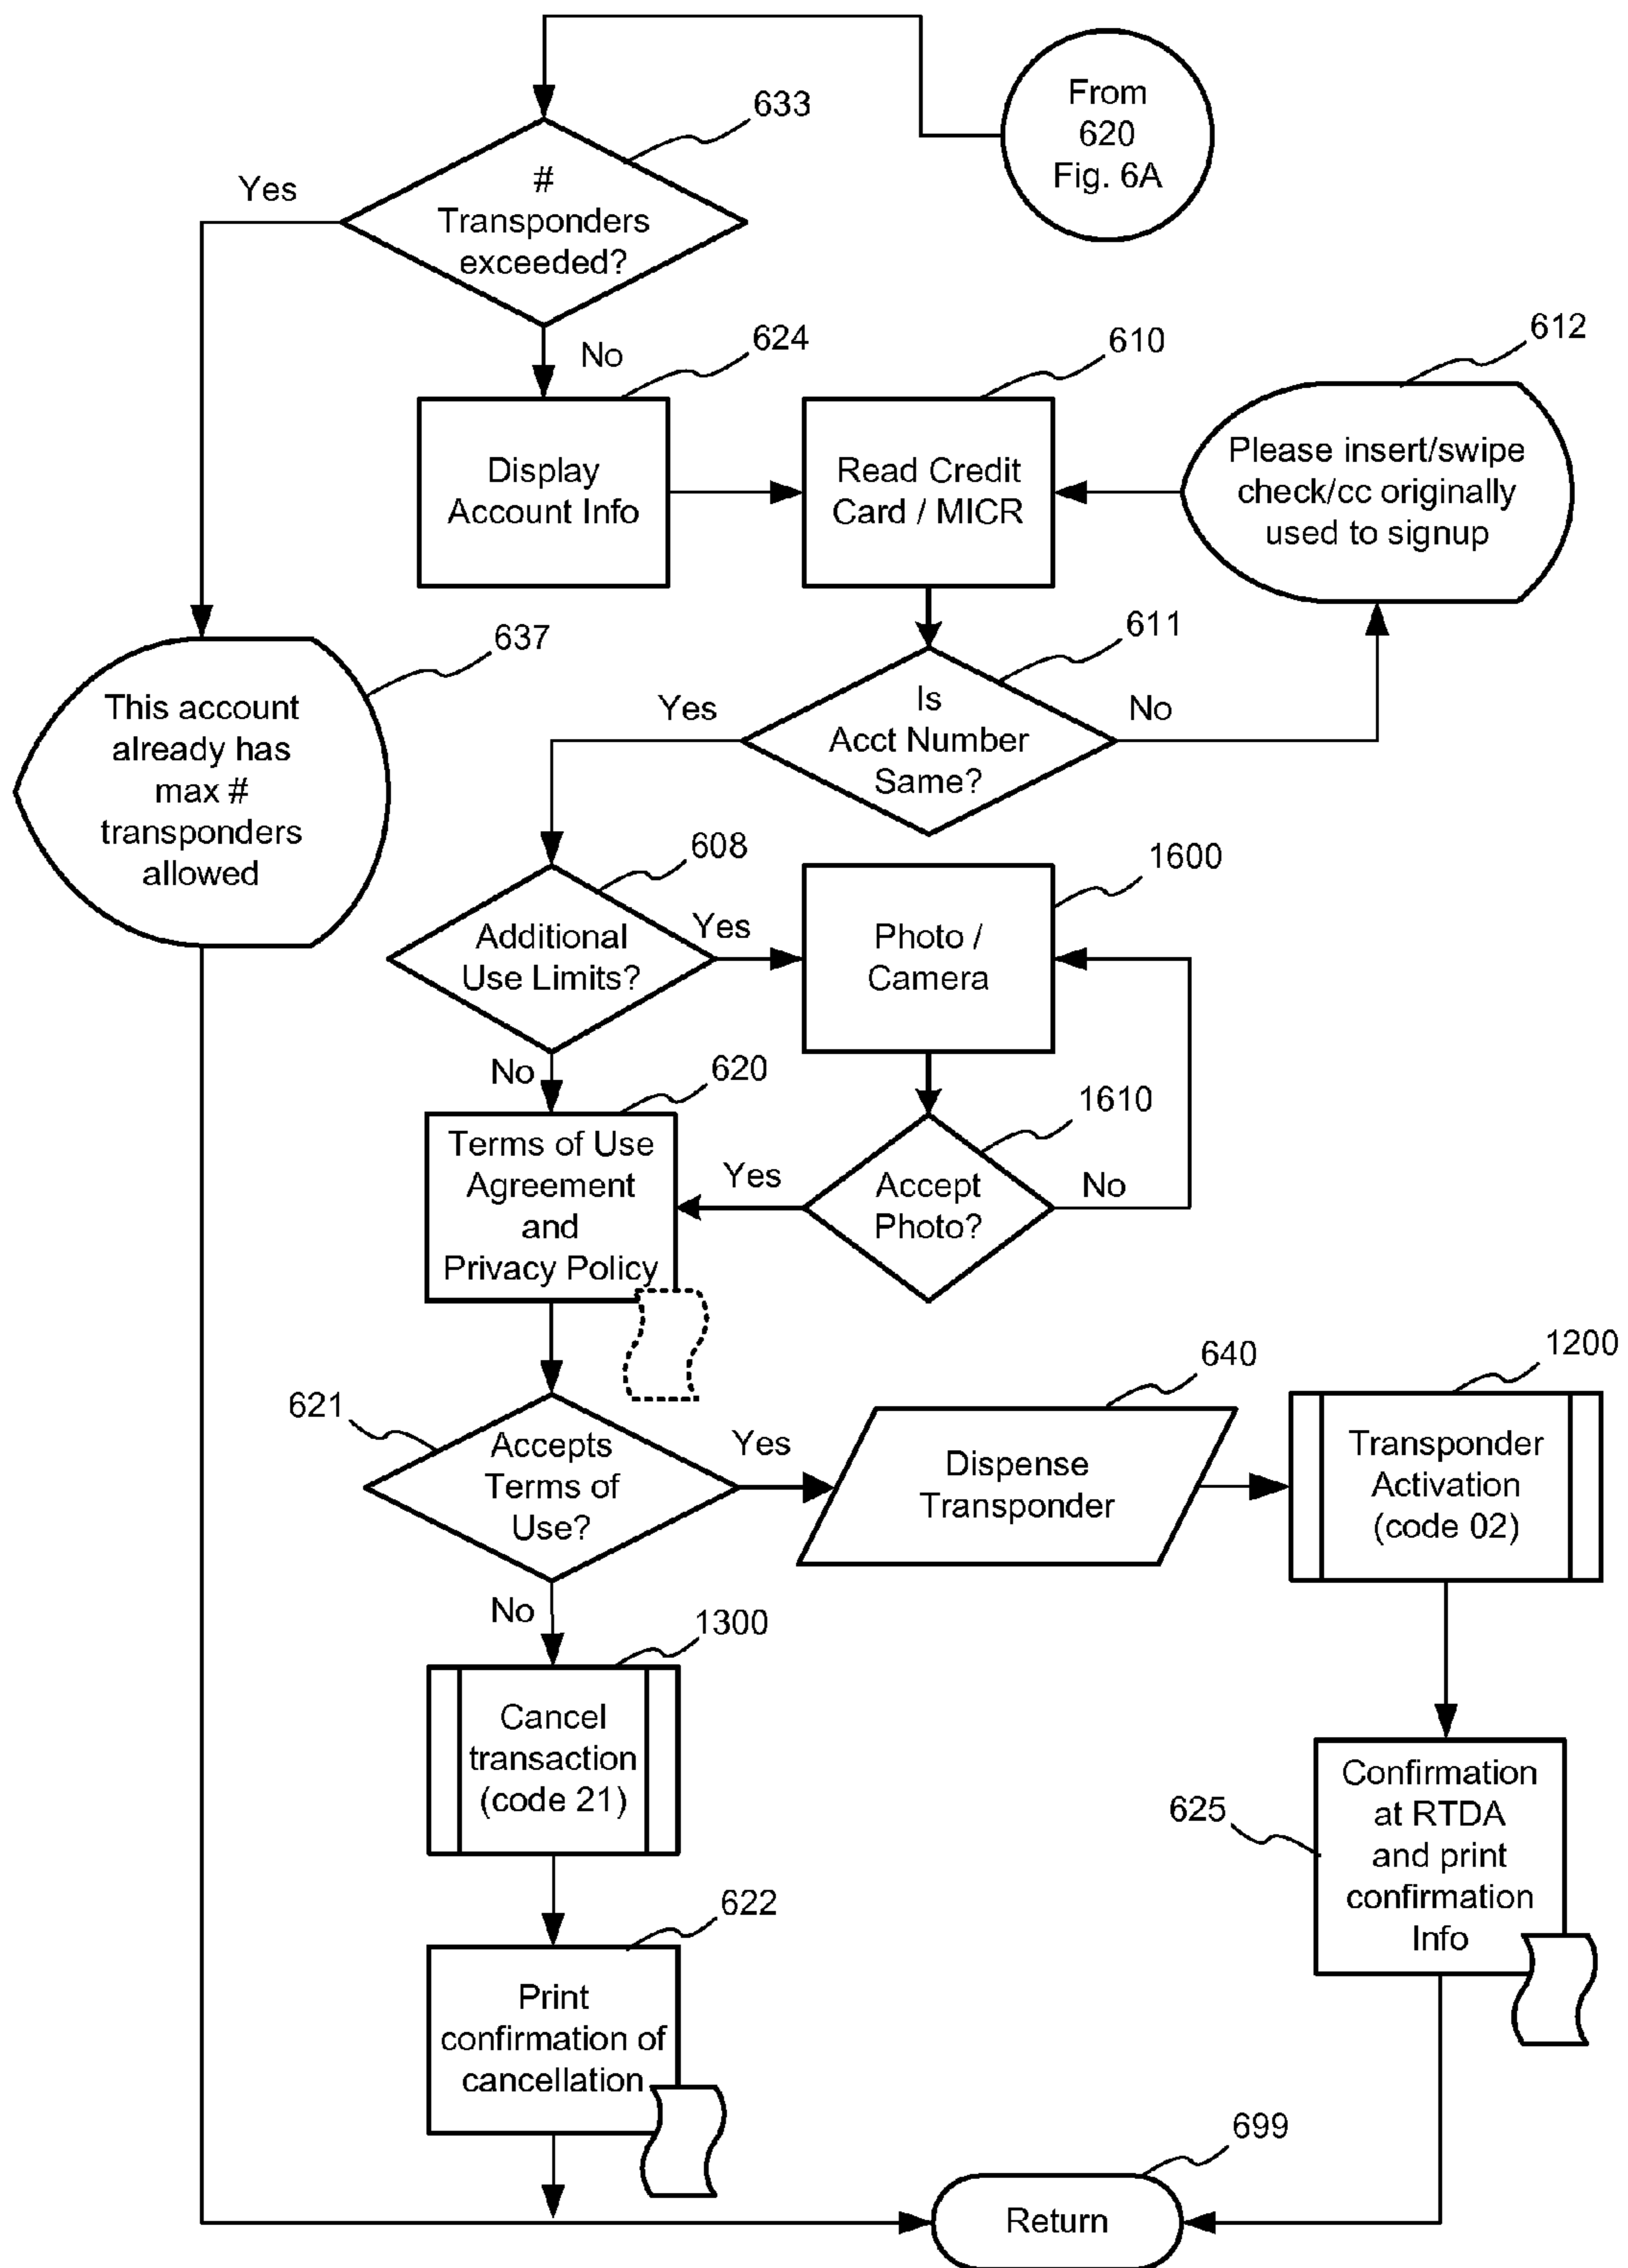 From
620
Fig. 6A
633
#
Transponders
exceeded?
Yes
No
624
Display
Account Info
610
Read Credit
Card / MICR
612
Please insert/swipe
check/cc originally
used to signup
637
This account
already has
max #
transponders
allowed
611
Is
Acct Number
Same?
Yes
No
608
Additional
Use Limits?
Yes
No
1600
Photo /
Camera
620
Terms of Use
Agreement
and
Privacy Policy
1610
Accept
Photo?
Yes
No
621
Accepts
Terms of
Use?
Yes
No
640
Dispense
Transponder
1200
Transponder
Activation
(code 02)
1300
Cancel
transaction
(code 21)
625
Confirmation
at RTDA
and print
confirmation
Info
622
Print
confirmation of
cancellation
699
Return